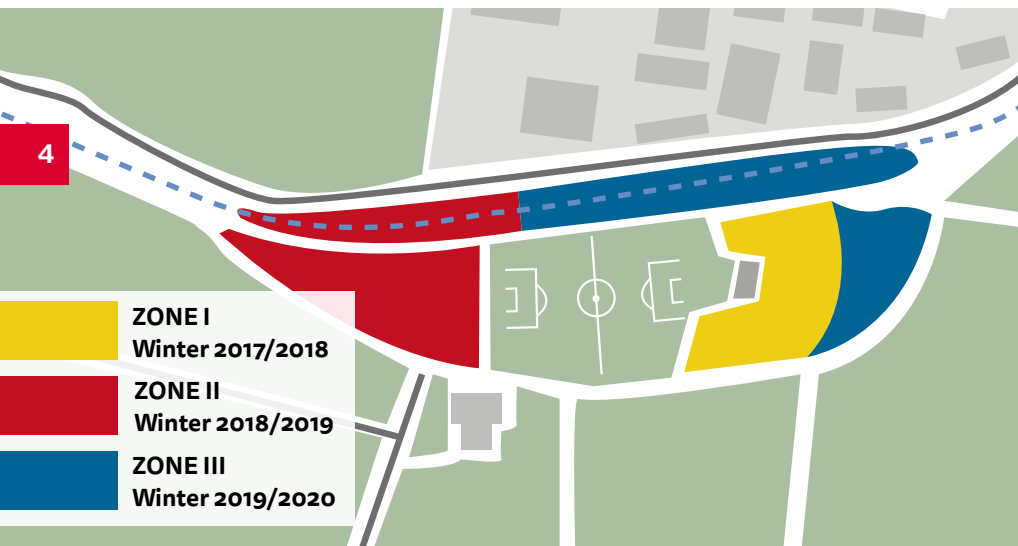 4
ZONE I
Winter 2017/2018
ZONE II
Winter 2018/2019
ZONE III
Winter 2019/2020